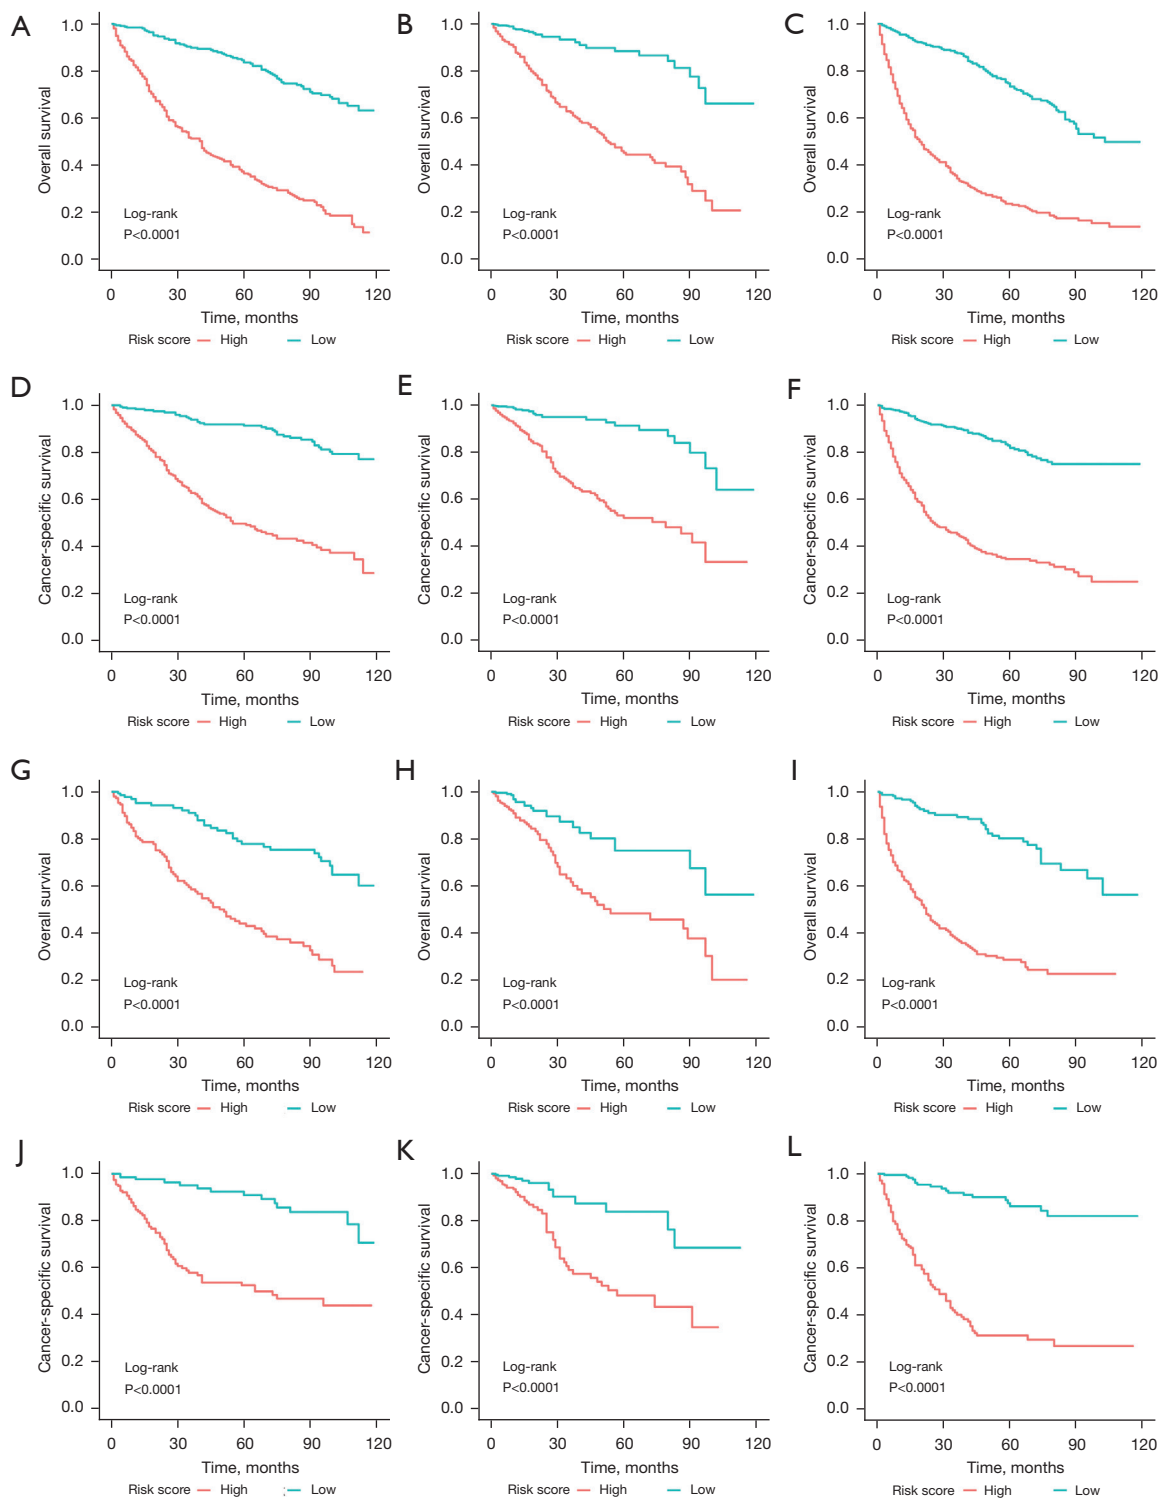 A
Overall survival
1.0
0.8
0.6
0.4
0.2
0.0
Log-rank
P<0.0001
0 30 60 90 120
Time, months
Risk score High Low
B
Overall survival
1.0
0.8
0.6
0.4
0.2
0.0
Log-rank
P<0.0001
0 30 60 90 120
Time, months
Risk score High Low
C
Overall survival
1.0
0.8
0.6
0.4
0.2
0.0
Log-rank
P<0.0001
0 30 60 90 120
Time, months
Risk score High Low
D
Cancer-specific survival
1.0
0.8
0.6
0.4
0.2
0.0
Log-rank
P<0.0001
0 30 60 90 120
Time, months
Risk score High Low
E
Cancer-specific survival
1.0
0.8
0.6
0.4
0.2
0.0
Log-rank
P<0.0001
0 30 60 90 120
Time, months
Risk score High Low
F
Cancer-specific survival
1.0
0.8
0.6
0.4
0.2
0.0
Log-rank
P<0.0001
0 30 60 90 120
Time, months
Risk score High Low
G
Overall survival
1.0
0.8
0.6
0.4
0.2
0.0
Log-rank
P<0.0001
0 30 60 90 120
Time, months
Risk score High Low
H
Overall survival
1.0
0.8
0.6
0.4
0.2
0.0
Log-rank
P<0.0001
0 30 60 90 120
Time, months
Risk score High Low
I
Overall survival
1.0
0.8
0.6
0.4
0.2
0.0
Log-rank
P<0.0001
0 30 60 90 120
Time, months
Risk score High Low
J
Cancer-specific survival
1.0
0.8
0.6
0.4
0.2
0.0
Log-rank
P<0.0001
0 30 60 90 120
Time, months
Risk score High Low
K
Cancer-specific survival
1.0
0.8
0.6
0.4
0.2
0.0
Log-rank
P<0.0001
0 30 60 90 120
Time, months
Risk score High Low
L
Cancer-specific survival
1.0
0.8
0.6
0.4
0.2
0.0
Log-rank
P<0.0001
0 30 60 90 120
Time, months
Risk score High Low